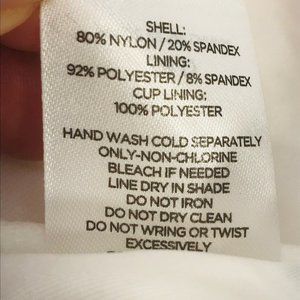 SHELL:
80% NYLON / 20% SPANDEX
LINING:
92% POLYESTER / 8% SPANDEX
CUP LINING:
100% POLYESTER
HAND WASH COLD SEPARATELY
ONLY-NON-CHLORINE
BLEACH IF NEEDED
LINE DRY IN SHADE
DO NOT IRON
DO NOT DRY CLEAN
DO NOT WRING OR TWIST
EXCESSIVELY